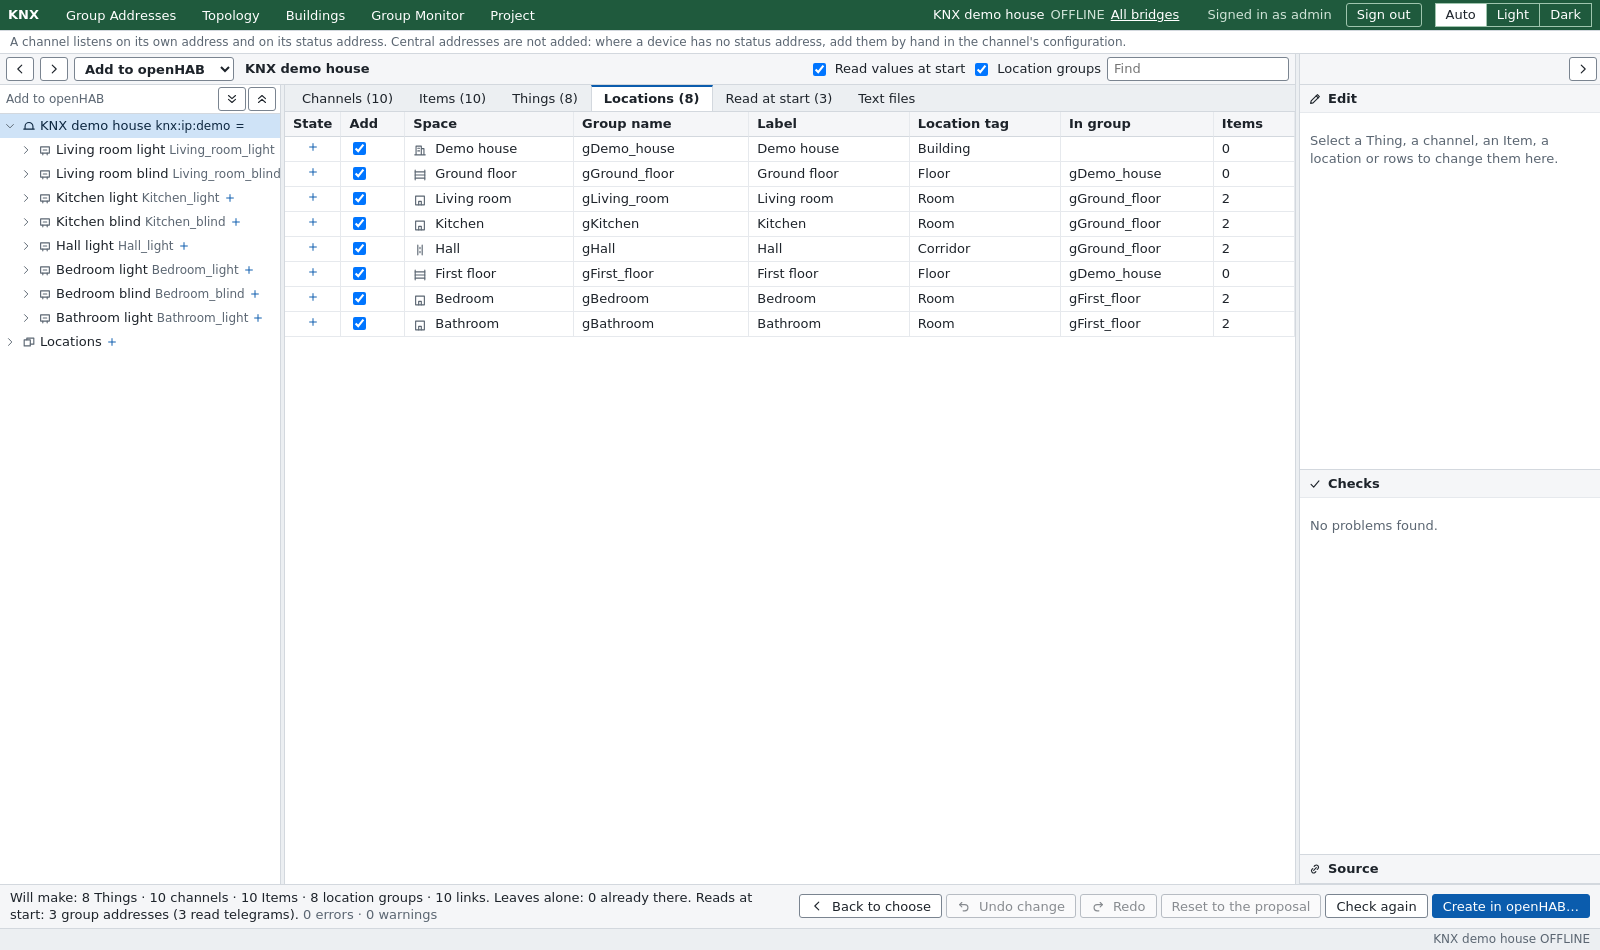 KNX Group Addresses Topology Buildings Group Monitor Project KNX demo house OFFLINE All bridges Signed in as admin Sign out Auto Light Dark
A channel listens on its own address and on its status address. Central addresses are not added: where a device has no status address, add them by hand in the channel's configuration.
Add to openHAB KNX demo house Read values at start Location groups Find
Add to openHAB
KNX demo house knx:ip:demo =
Living room light Living_room_light
Living room blind Living_room_blind
Kitchen light Kitchen_light +
Kitchen blind Kitchen_blind +
Hall light Hall_light +
Bedroom light Bedroom_light +
Bedroom blind Bedroom_blind +
Bathroom light Bathroom_light +
Locations +
Channels (10) Items (10) Things (8) Locations (8) Read at start (3) Text files
State Add Space Group name Label Location tag In group Items
+ Demo house gDemo_house Demo house Building 0
+ Ground floor gGround_floor Ground floor Floor gDemo_house 0
+ Living room gLiving_room Living room Room gGround_floor 2
+ Kitchen gKitchen Kitchen Room gGround_floor 2
+ Hall gHall Hall Corridor gGround_floor 2
+ First floor gFirst_floor First floor Floor gDemo_house 0
+ Bedroom gBedroom Bedroom Room gFirst_floor 2
+ Bathroom gBathroom Bathroom Room gFirst_floor 2
Edit
Select a Thing, a channel, an Item, a
location or rows to change them here.
Checks
No problems found.
Source
Will make: 8 Things · 10 channels · 10 Items · 8 location groups · 10 links. Leaves alone: 0 already there. Reads at
start: 3 group addresses (3 read telegrams). 0 errors · 0 warnings
Back to choose Undo change Redo Reset to the proposal Check again Create in openHAB...
KNX demo house OFFLINE